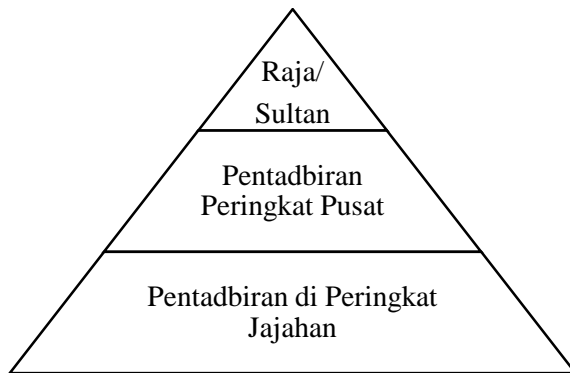 Raja/
Sultan
Pentadbiran
Peringkat Pusat
Pentadbiran di Peringkat
Jajahan